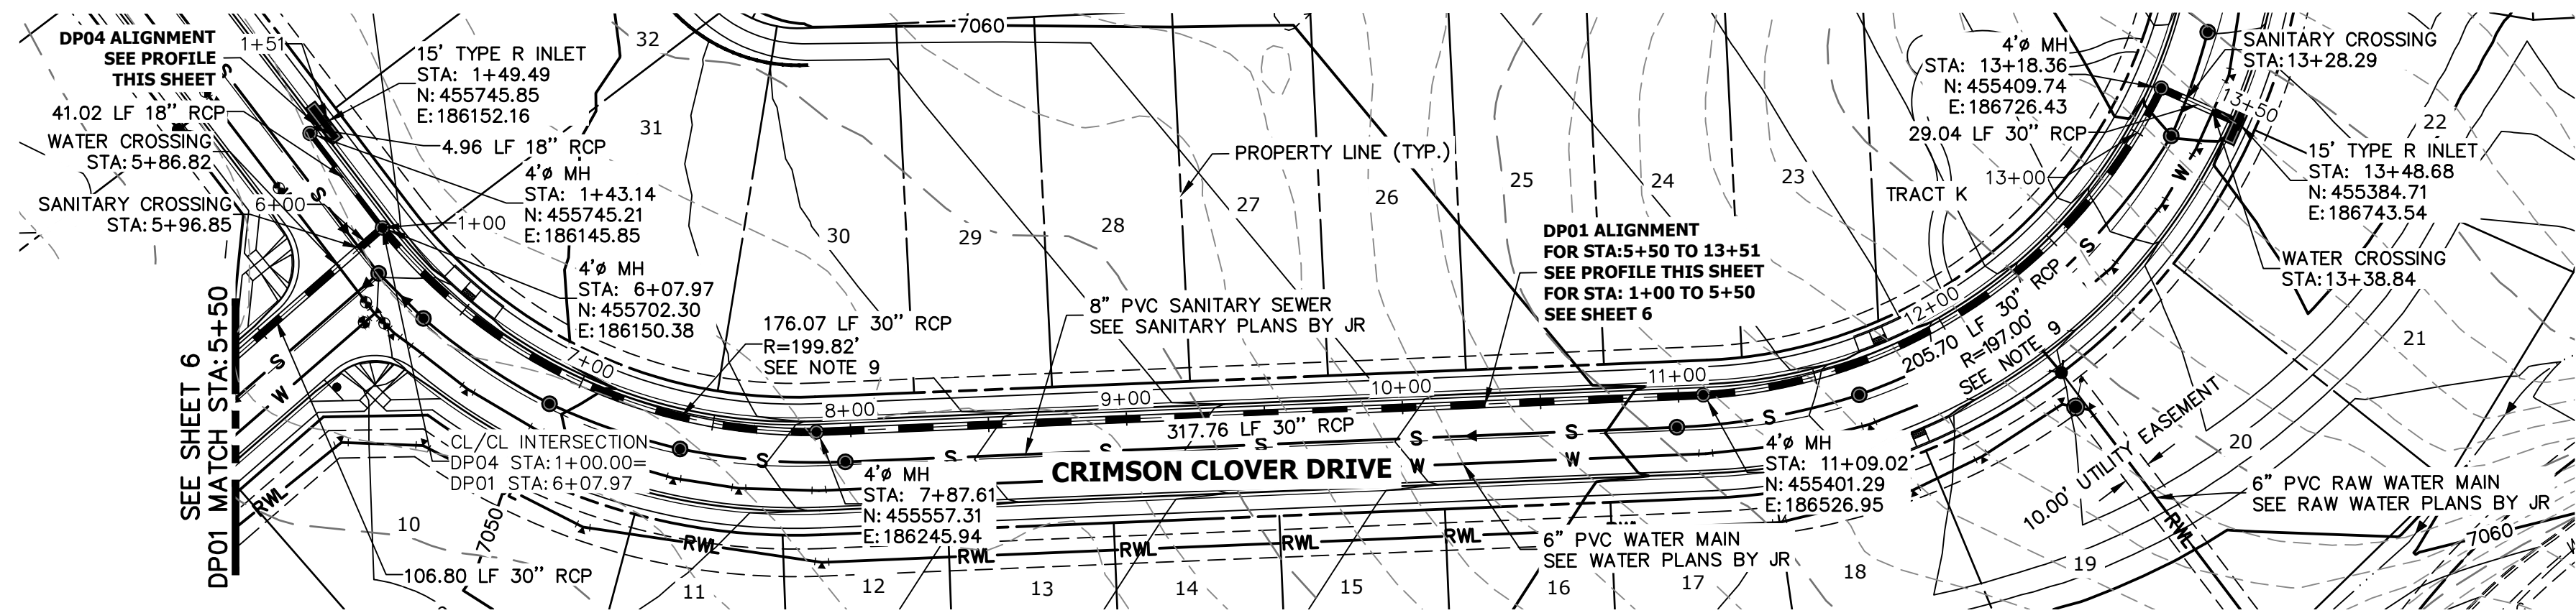 DP04 ALIGNMENT
SEE PROFILE
THIS SHEET
1+51
15' TYPE R INLET
STA: 1+49.49
N: 455745.85
E: 186152.16
41.02 LF 18" RCP
WATER CROSSING
STA: 5+86.82
4.96 LF 18" RCP
SANITARY CROSSING
STA: 5+96.85
6+00
S
S
1+00
4'ø MH
STA: 1+43.14
N: 455745.21
E: 186145.85
4'ø MH
STA: 6+07.97
N: 455702.30
E: 186150.38
32
31
30
29
28
27
26
25
24
23
22
21
20
19
18
17
16
15
14
13
12
11
10
7060
PROPERTY LINE (TYP.)
DP01 ALIGNMENT
FOR STA:5+50 TO 13+51
SEE PROFILE THIS SHEET
FOR STA: 1+00 TO 5+50
SEE SHEET 6
8" PVC SANITARY SEWER
SEE SANITARY PLANS BY JR
176.07 LF 30" RCP
R=199.82'
SEE NOTE 9
7+00
8+00
9+00
10+00
11+00
12+00
13+00
13+50
SEE SHEET 6
DP01 MATCH STA:5+50
S
W
RWL
CL/CL INTERSECTION
DP04 STA:1+00.00=
DP01 STA:6+07.97
7050
106.80 LF 30" RCP
4'ø MH
STA: 7+87.61
N: 455557.31
E: 186245.94
317.76 LF 30" RCP
CRIMSON CLOVER DRIVE
S
S
S
S
S
S
S
W
W
RWL
RWL
RWL
RWL
RWL
6" PVC WATER MAIN
SEE WATER PLANS BY JR
4'ø MH
STA: 11+09.02
N: 455401.29
E: 186526.95
205.70 LF 30" RCP
R=197.00'
SEE NOTE 9
S
W
TRACT K
4'ø MH
STA: 13+18.36
N: 455409.74
E: 186726.43
29.04 LF 30" RCP
SANITARY CROSSING
STA:13+28.29
15' TYPE R INLET
STA: 13+48.68
N: 455384.71
E: 186743.54
WATER CROSSING
STA:13+38.84
10.00' UTILITY EASEMENT
6" PVC RAW WATER MAIN
SEE RAW WATER PLANS BY JR
RWL
7060